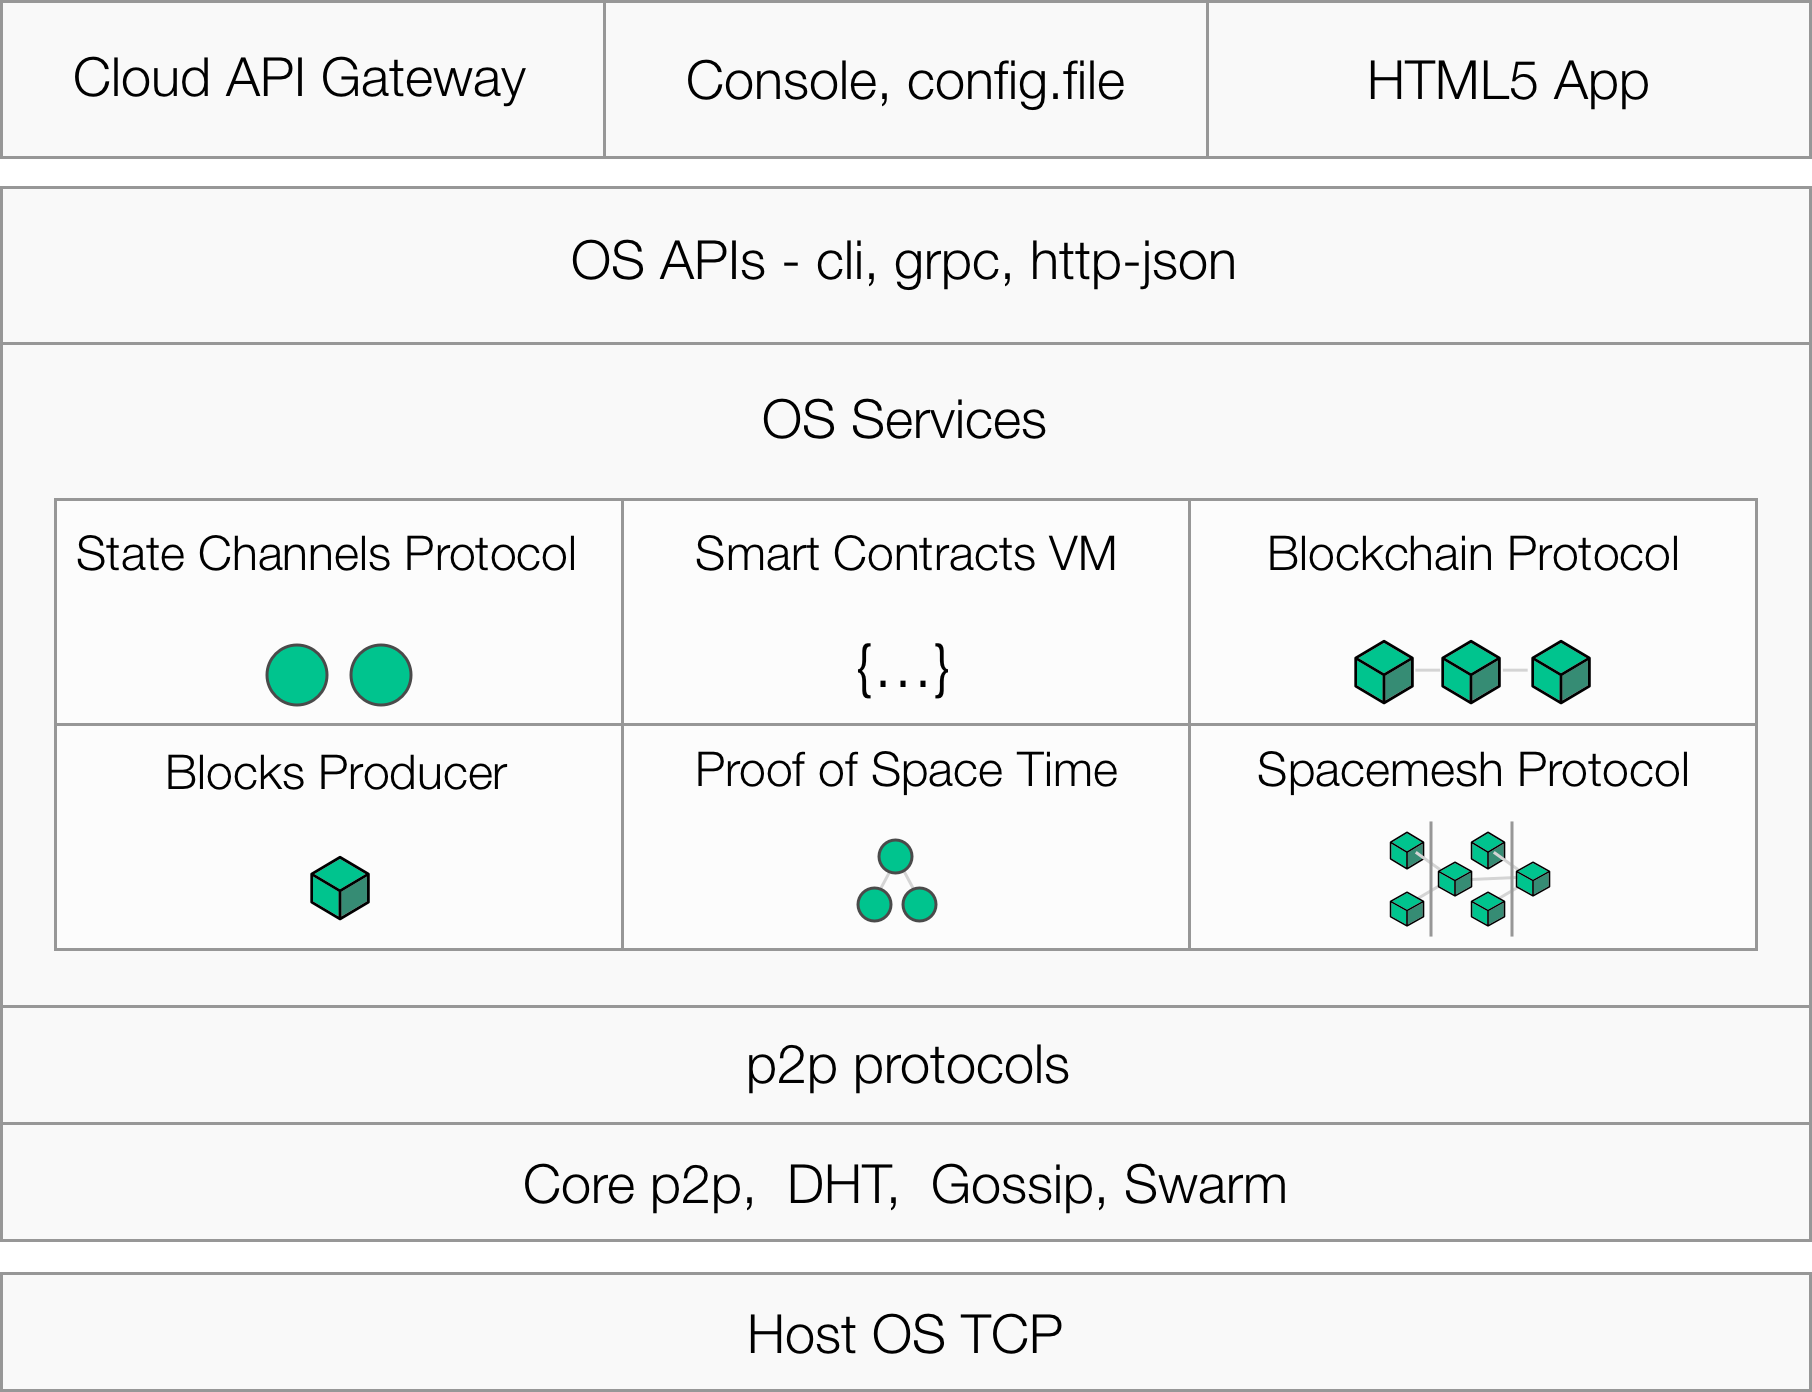 Cloud API Gateway
Console, config.file
HTML5 App
OS APIs - cli, grpc, http-json
OS Services
State Channels Protocol
Smart Contracts VM
Blockchain Protocol
{...}
Blocks Producer
Proof of Space Time
Spacemesh Protocol
p2p protocols
Core p2p, DHT, Gossip, Swarm
Host OS TCP